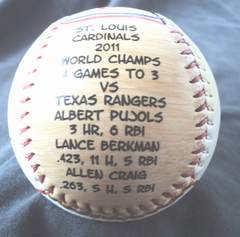 ST. LOUIS
CARDINALS
2011
WORLD CHAMPS
4 GAMES TO 3
VS
TEXAS RANGERS
ALBERT PUJOLS
3 HR, 6 RBI
LANCE BERKMAN
.423, 11 H, 5 RBI
ALLEN CRAIG
.263, 5 H, 5 RBI